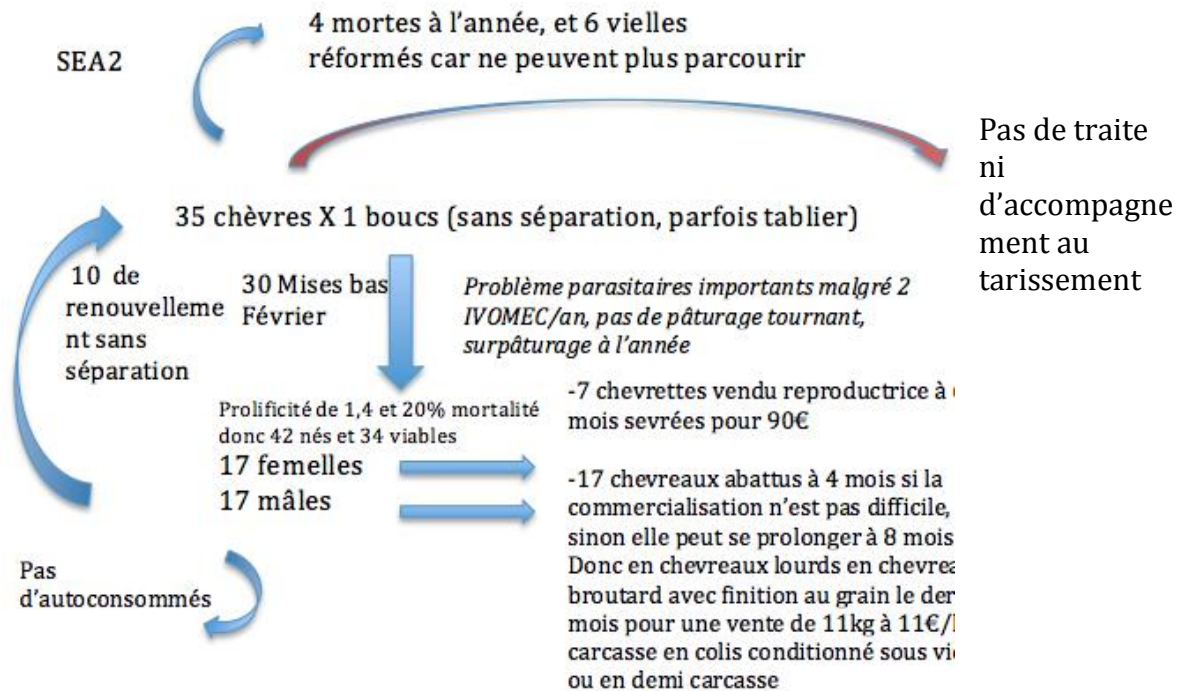 4 mortes à l'année, et 6 vielles
réformés car ne peuvent plus parcourir
SEA2
Pas de traite
ni
d'accompagne
ment au
tarissement
35 chèvres X 1 boucs (sans séparation, parfois tablier)
10 de
renouvelleme
nt sans
séparation
30 Mises bas
Février
Problème parasitaires importants malgré 2
IVOMEC/an, pas de pâturage tournant,
surpâturage à l'année
Prolificité de 1,4 et 20% mortalité
donc 42 nés et 34 viables
17 femelles
17 mâles
-7 chevrettes vendu reproductrice à
mois sevrées pour 90€
-17 chevreaux abattus à 4 mois si la
commercialisation n'est pas difficile,
sinon elle peut se prolonger à 8 mois
Donc en chevreaux lourds en
broutard avec finition au grain le
mois pour une vente de 11kg à
carcasse en colis conditionné sous
ou en demi carcasse
Pas
d'autoconsommés